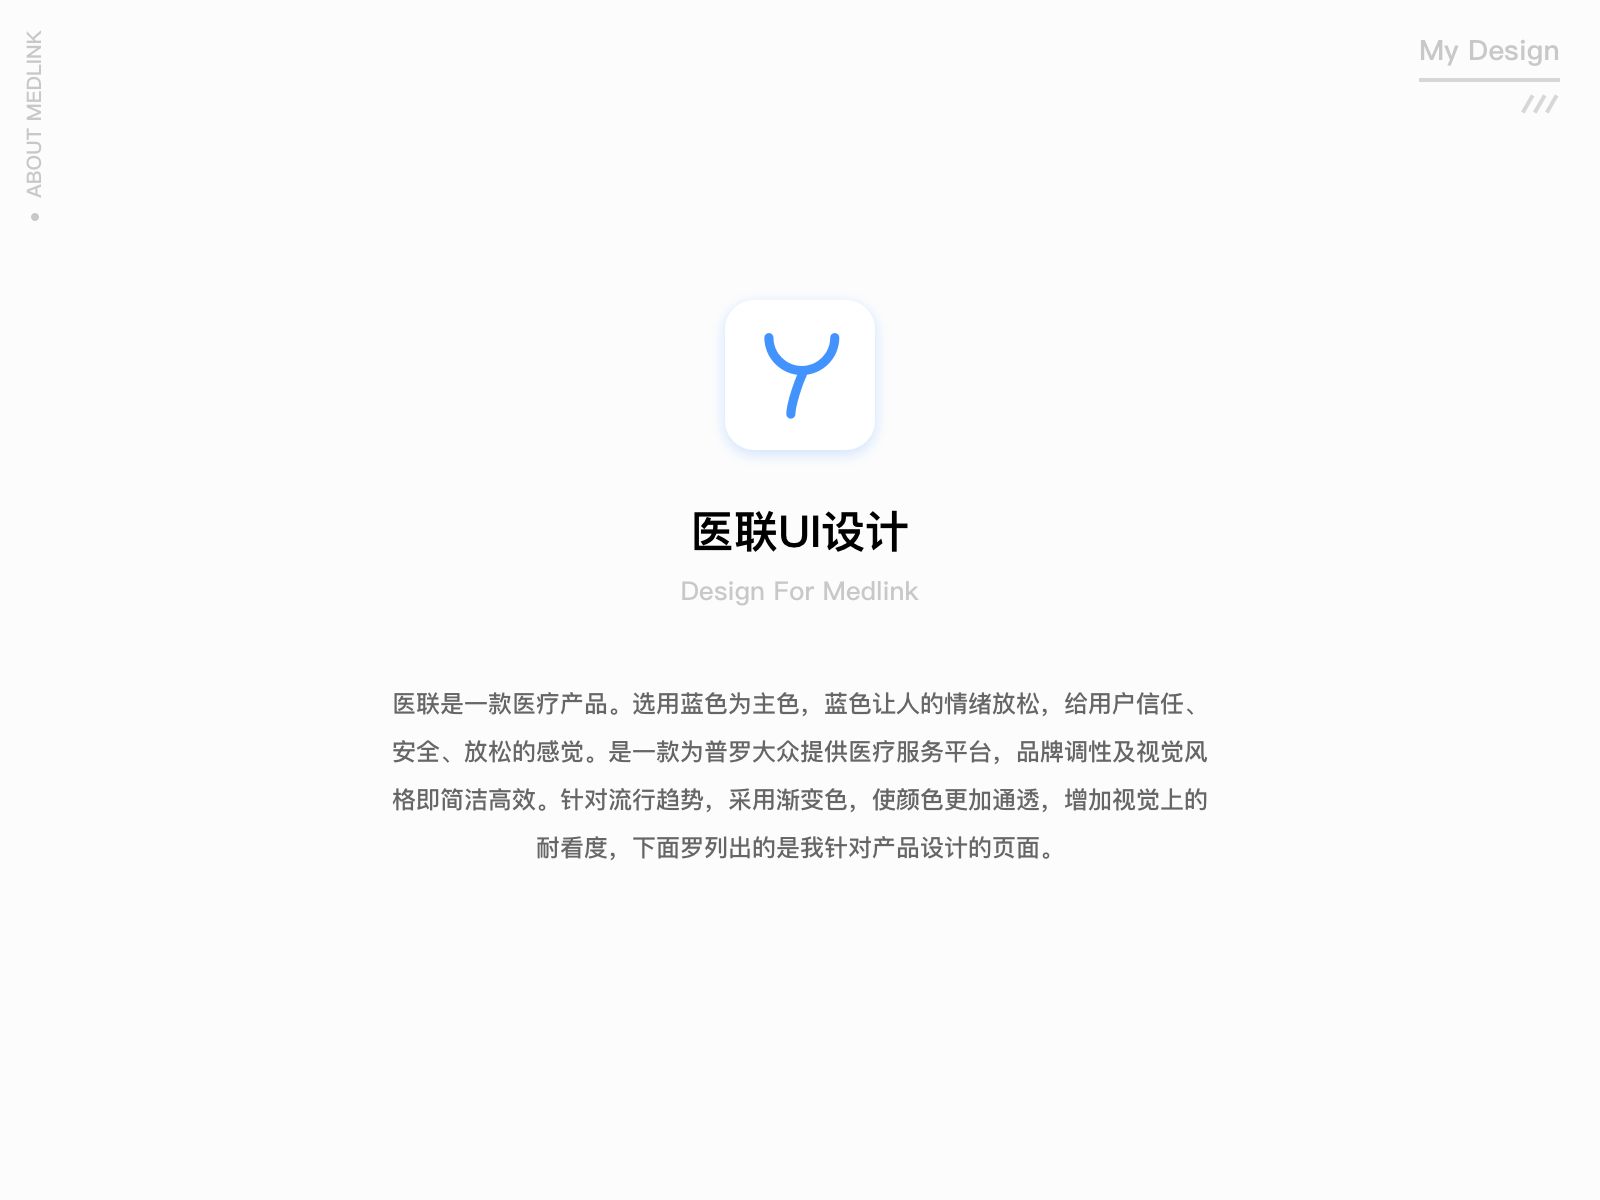 ABOUT MEDLINK
My Design
医联UI设计
Design For Medlink
医联是一款医疗产品。选用蓝色为主色，蓝色让人的情绪放松，给用户信任、
安全、放松的感觉。是一款为普罗大众提供医疗服务平台，品牌调性及视觉风
格即简洁高效。针对流行趋势，采用渐变色，使颜色更加通透，增加视觉上的
耐看度，下面罗列出的是我针对产品设计的页面。